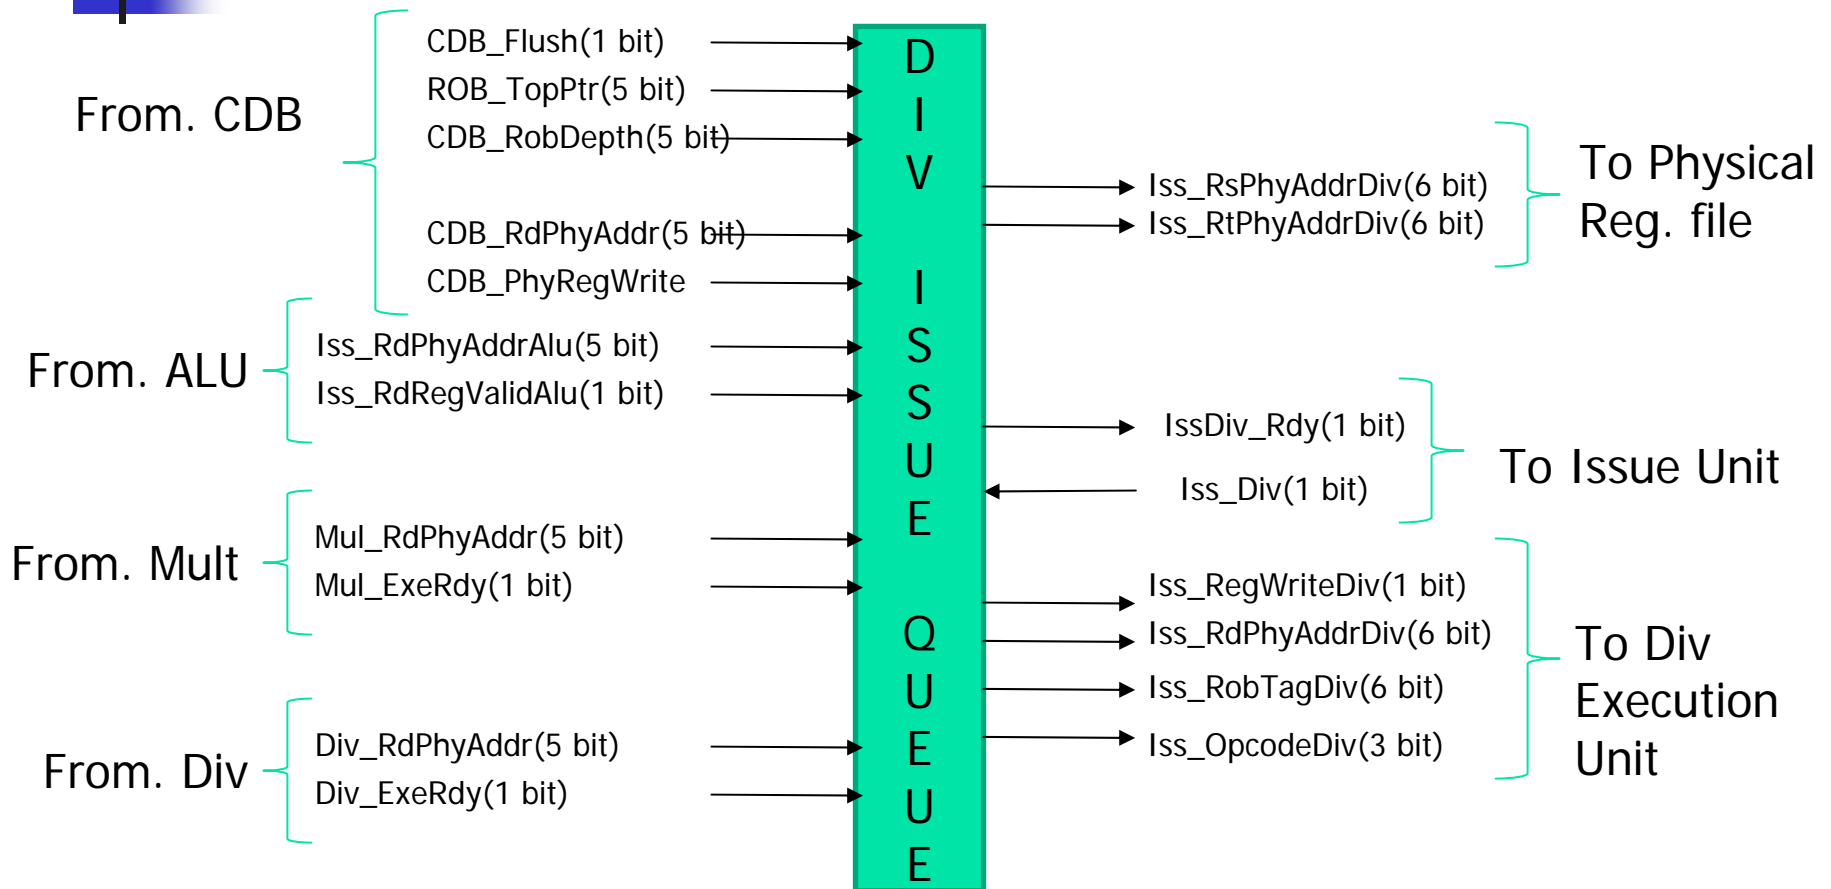 From. CDB
CDB_Flush(1 bit)
ROB_TopPtr(5 bit)
CDB_RobDepth(5 bit)
CDB_RdPhyAddr(5 bit)
CDB_PhyRegWrite
From. ALU
Iss_RdPhyAddrAlu(5 bit)
Iss_RdRegValidAlu(1 bit)
From. Mult
Mul_RdPhyAddr(5 bit)
Mul_ExeRdy(1 bit)
From. Div
Div_RdPhyAddr(5 bit)
Div_ExeRdy(1 bit)
D
I
V
I
S
S
U
E
Q
U
E
U
E
Iss_RsPhyAddrDiv(6 bit)
Iss_RtPhyAddrDiv(6 bit)
To Physical
Reg. file
IssDiv_Rdy(1 bit)
Iss_Div(1 bit)
To Issue Unit
Iss_RegWriteDiv(1 bit)
Iss_RdPhyAddrDiv(6 bit)
Iss_RobTagDiv(6 bit)
Iss_OpcodeDiv(3 bit)
To Div
Execution
Unit